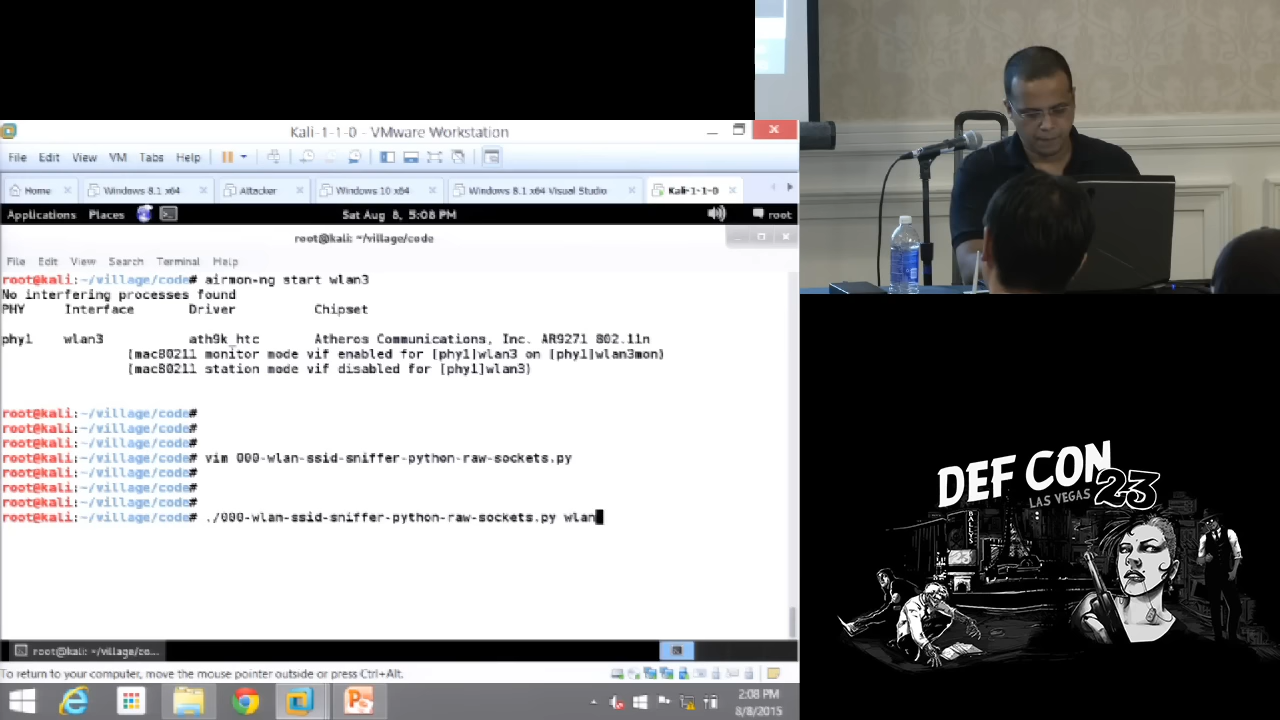 Kali-1-1-0 - VMware Workstation
File Edit View VM Tabs Help
Home Windows 8.1 x64 Attacker Windows 10 x64 Windows 8.1 x64 Visual Studio Kali-1-1-0
Applications Places Sat Aug 8, 5:08 PM root
root@kali: ~/village/code
File Edit View Search Terminal Help
root@kali:~/village/code# airmon-ng start wlan3
No interfering processes found
PHY Interface Driver Chipset
phy1 wlan3 ath9k_htc Atheros Communications, Inc. AR9271 802.11n
(mac80211 monitor mode vif enabled for [phy1]wlan3 on [phy1]wlan3mon)
(mac80211 station mode vif disabled for [phy1]wlan3)
root@kali:~/village/code#
root@kali:~/village/code#
root@kali:~/village/code#
root@kali:~/village/code# vim 000-wlan-ssid-sniffer-python-raw-sockets.py
root@kali:~/village/code#
root@kali:~/village/code#
root@kali:~/village/code#
root@kali:~/village/code# ./000-wlan-ssid-sniffer-python-raw-sockets.py wlan
root@kali: ~/village/co...
To return to your computer, move the mouse pointer outside or press Ctrl+Alt.
2:08 PM
8/8/2015
DEF CON
LAS VEGAS 23
BALLYS
23